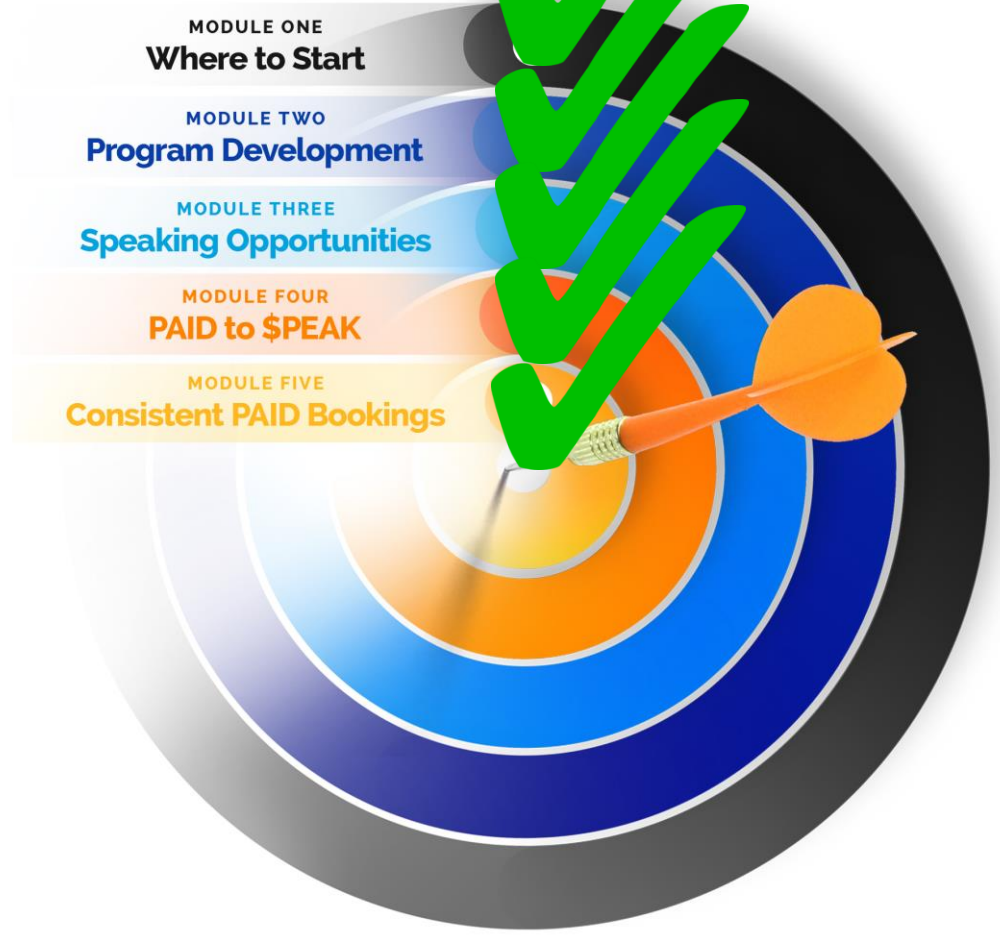 MODULE ONE
Where to Start
MODULE TWO
Program Development
MODULE THREE
Speaking Opportunities
MODULE FOUR
PAID to $PEAK
MODULE FIVE
Consistent PAID Bookings